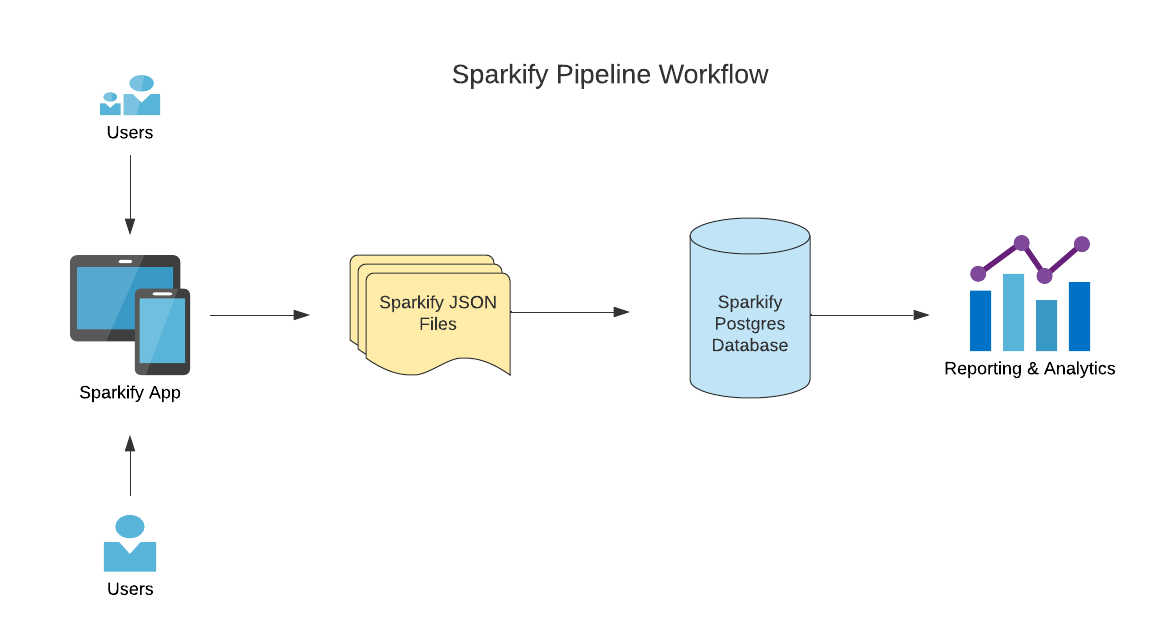 Sparkify Pipeline Workflow
Users
Sparkify App
Users
Sparkify JSON
Files
Sparkify
Postgres
Database
Reporting & Analytics